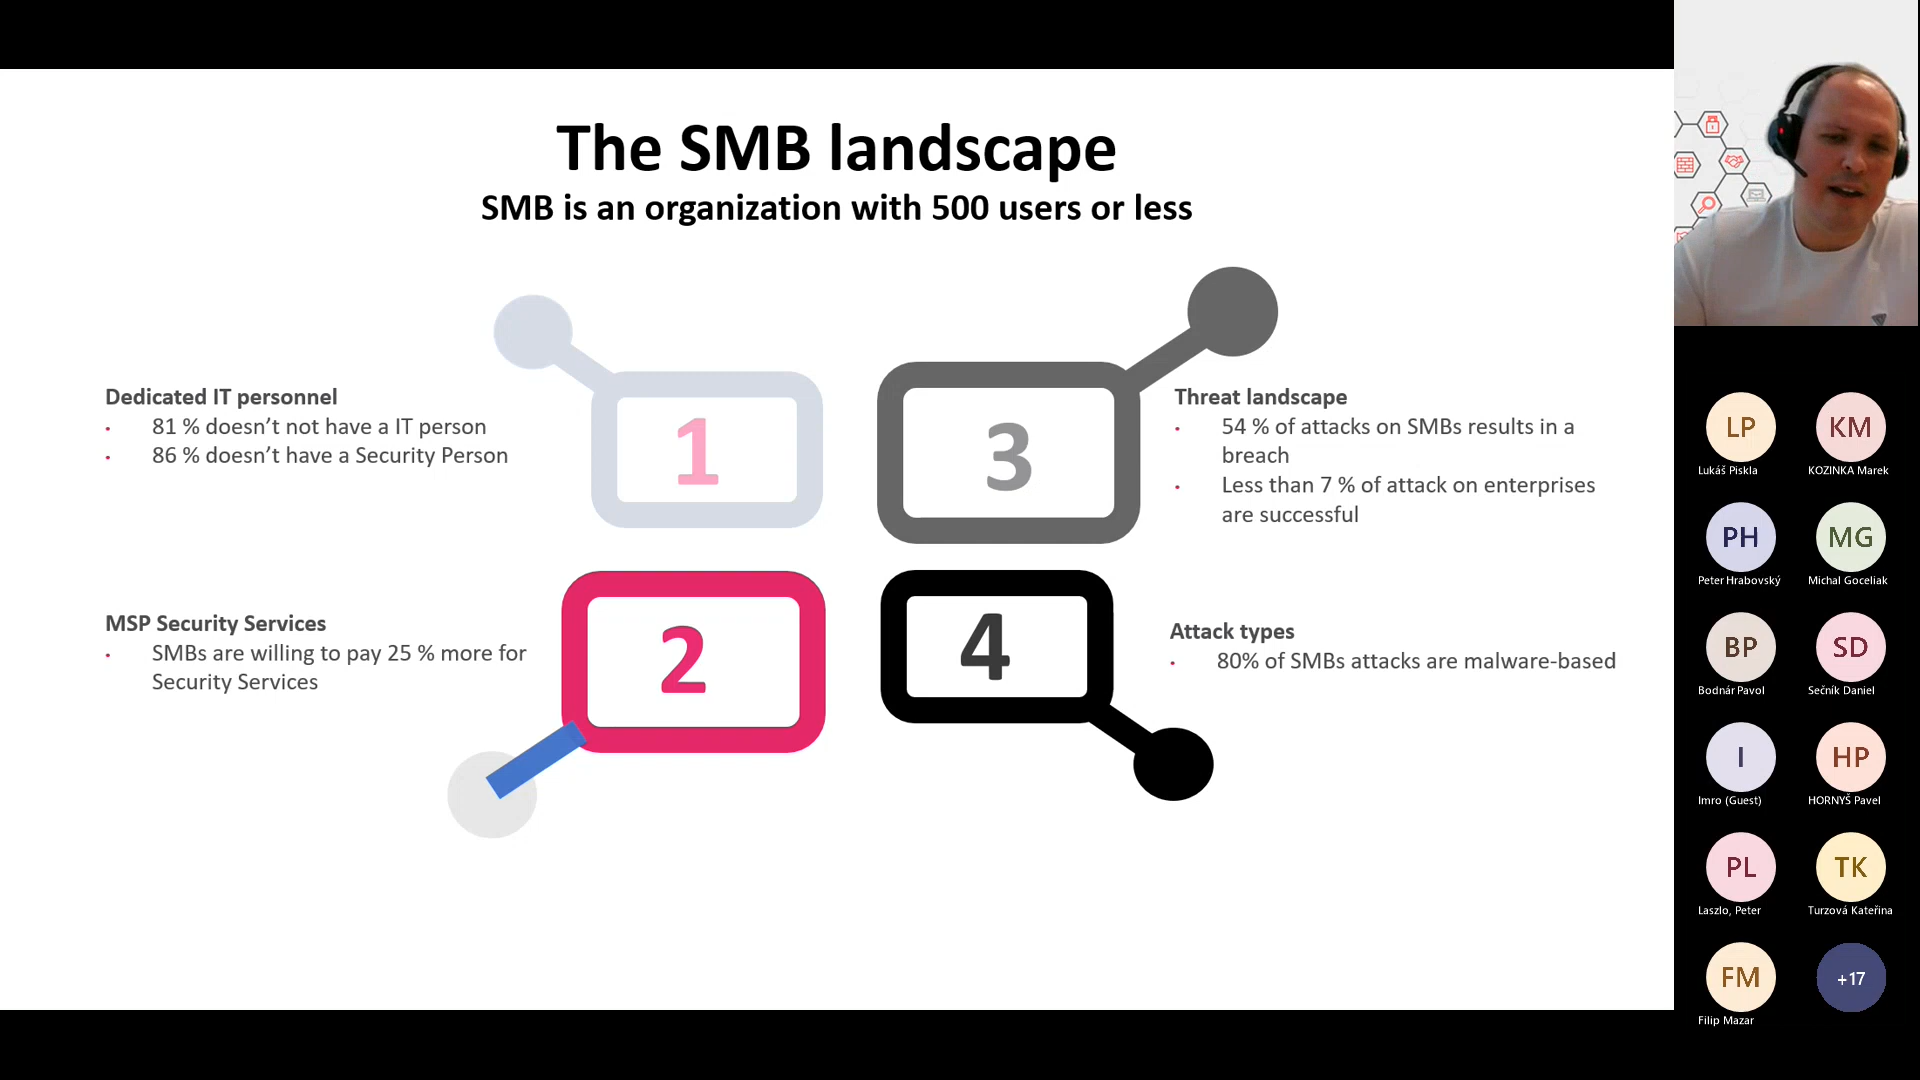 The SMB landscape
SMB is an organization with 500 users or less
Dedicated IT personnel
• 81 % doesn’t not have a IT person
• 86 % doesn’t have a Security Person
1
3
Threat landscape
• 54 % of attacks on SMBs results in a
breach
• Less than 7 % of attack on enterprises
are successful
MSP Security Services
• SMBs are willing to pay 25 % more for
Security Services
2
4
Attack types
• 80% of SMBs attacks are malware-based
LP
Lukáš Piskla
KM
KOZINKA Marek
PH
Peter Hrabovský
MG
Michal Goceliak
BP
Bodnár Pavol
SD
Sečník Daniel
I
Imro (Guest)
HP
HORNYŠ Pavel
PL
Laszlo, Peter
TK
Turzová Kateřina
FM
Filip Mazar
+17